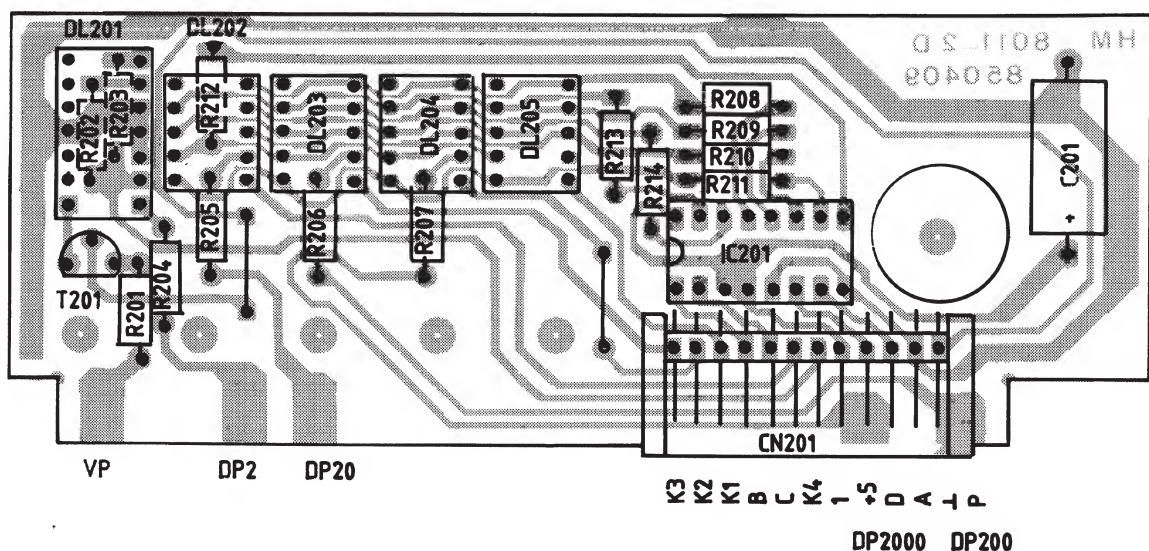 DL201 DL202
HM 8011-2 D
850409
R202
R203
R212
DL203
DL204
DL205
R213
R214
R208
R209
R210
R211
C201
+
R205
R206
R207
IC201
T201
R201
R204
CN201
VP DP2 DP20
K3 K2 K1 B C K4 1 +5 D A ⊥ P
DP2000 DP200